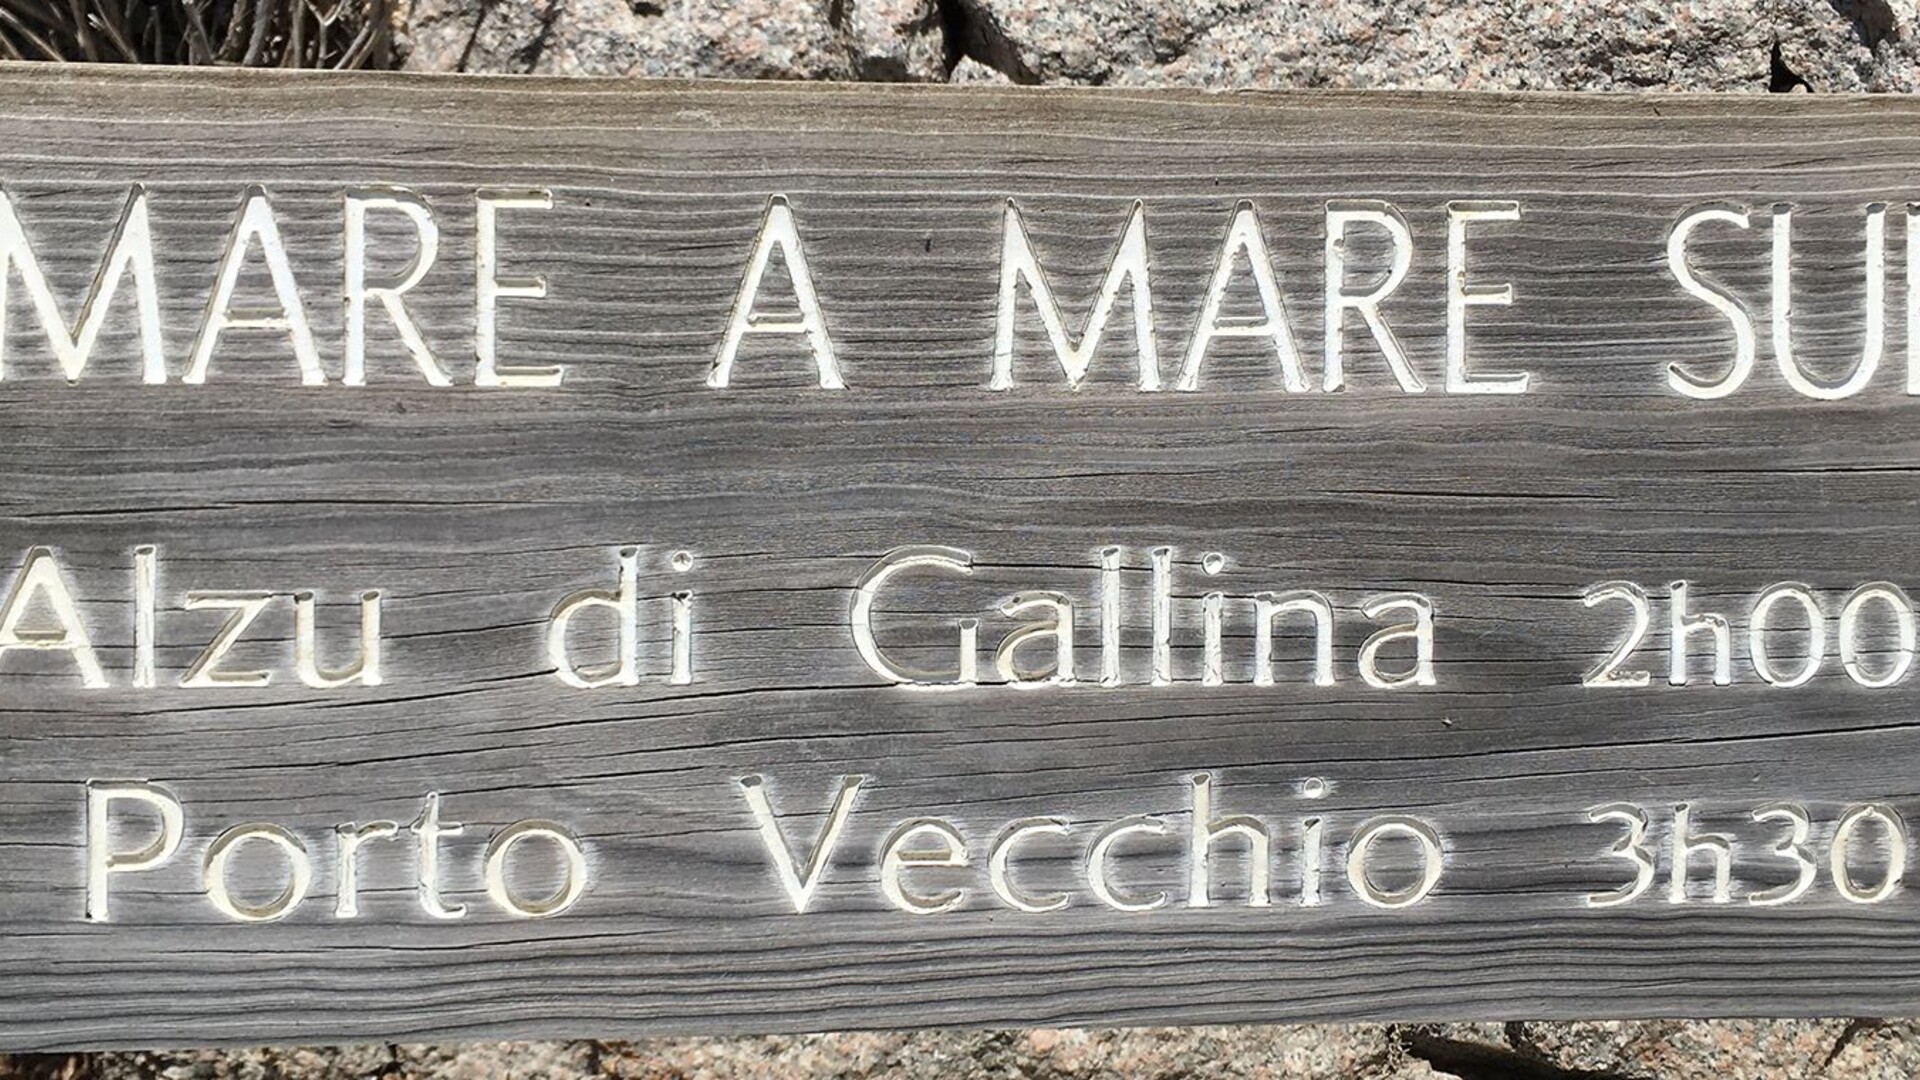 MARE A MARE SU
Alzu di Gallina 2h00
Porto Vecchio 3h30